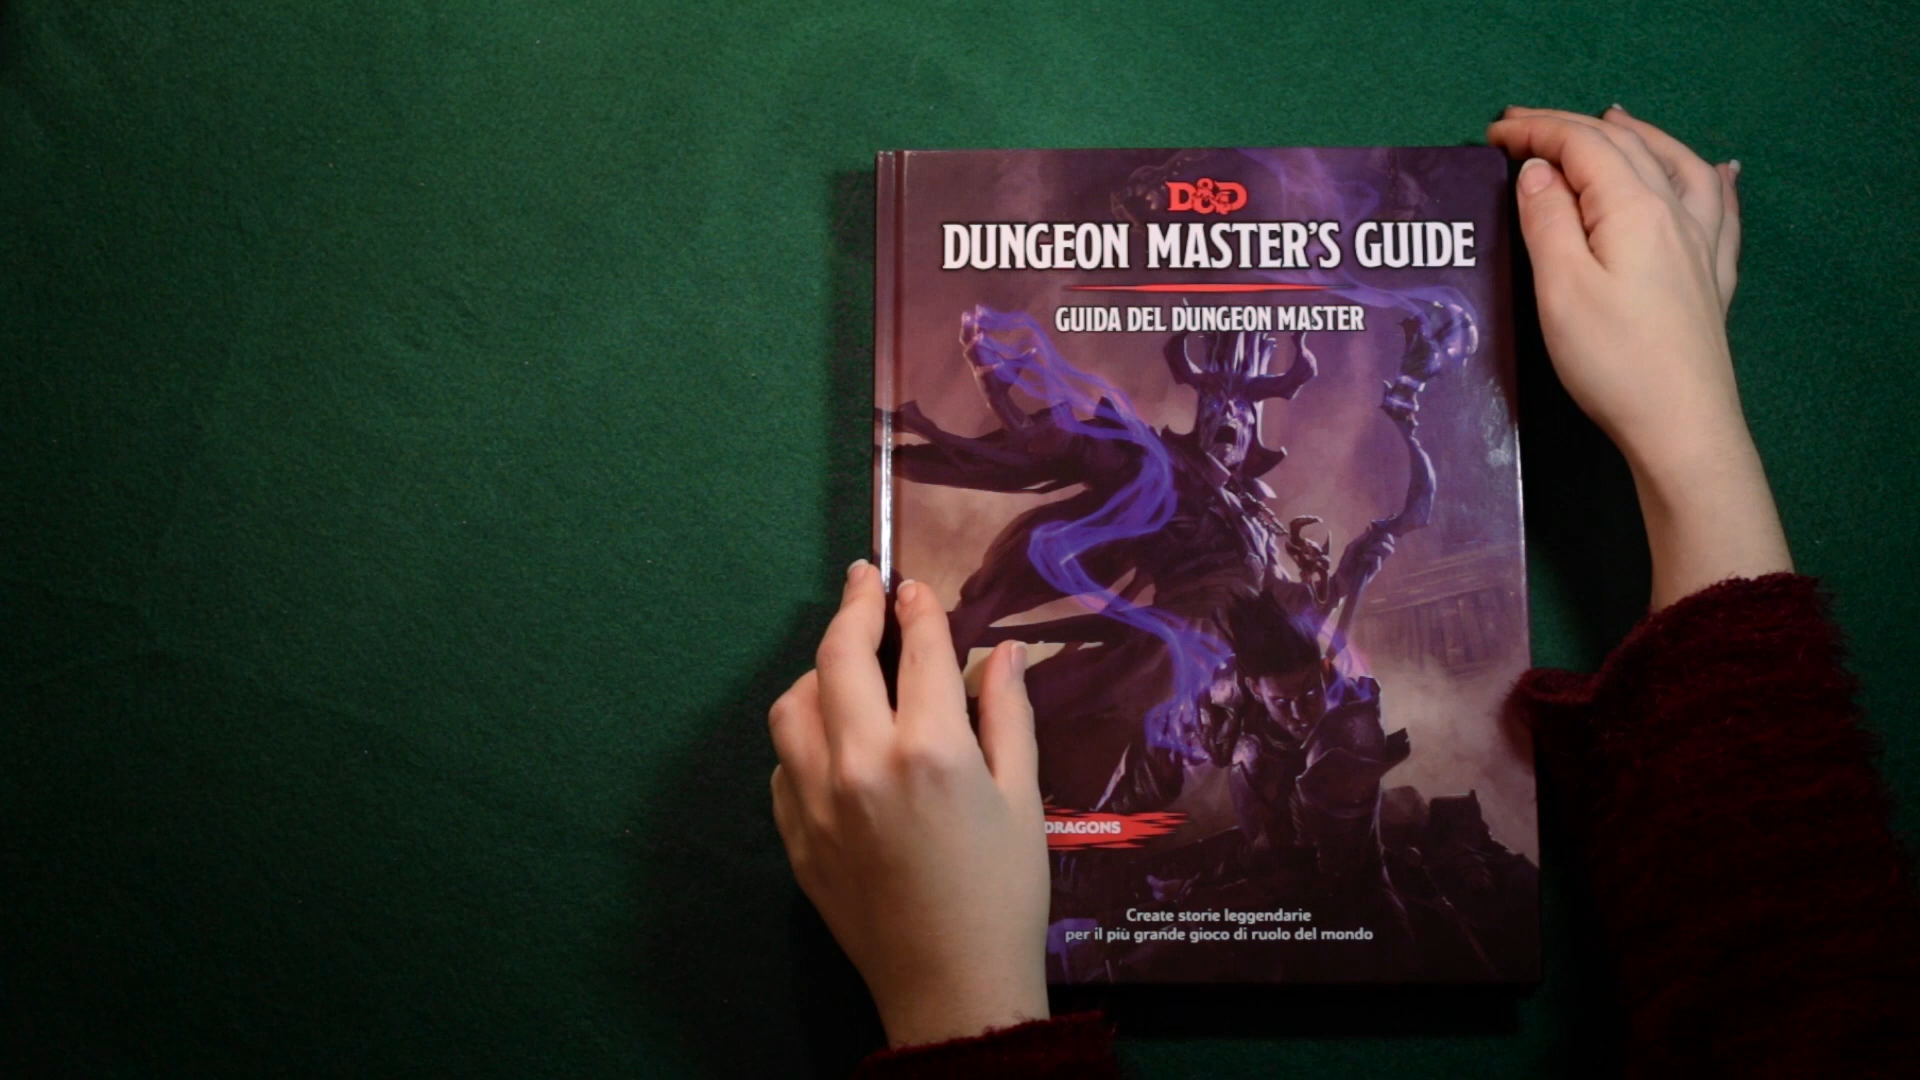 D&D
DUNGEON MASTER'S GUIDE
GUIDA DEL DUNGEON MASTER
DRAGONS
Create storie leggendarie
per il più grande gioco di ruolo del mondo